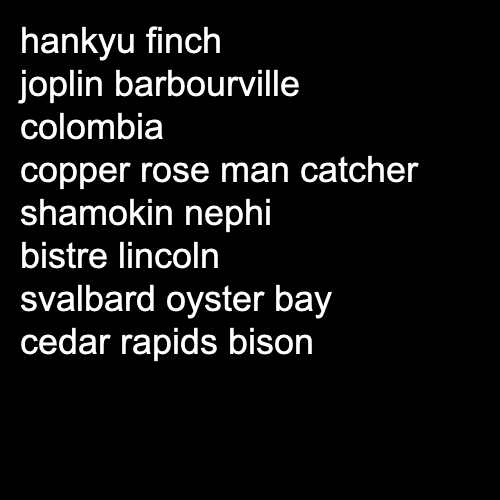 hankyu finch
joplin barbourville
colombia
copper rose man catcher
shamokin nephi
bistre lincoln
svalbard oyster bay
cedar rapids bison